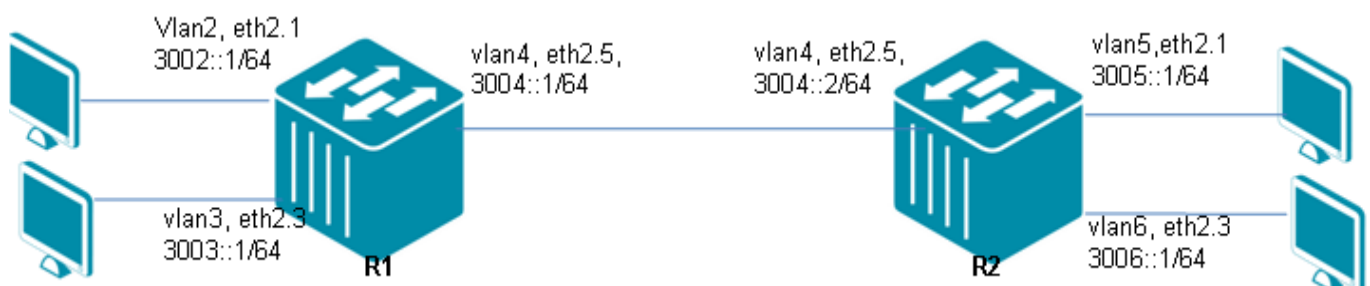 Vlan2, eth2.1
3002::1/64
vlan4, eth2.5,
3004::1/64
vlan4, eth2.5,
3004::2/64
vlan5,eth2.1
3005::1/64
vlan3, eth2.3
3003::1/64
R1
R2
vlan6, eth2.3
3006::1/64